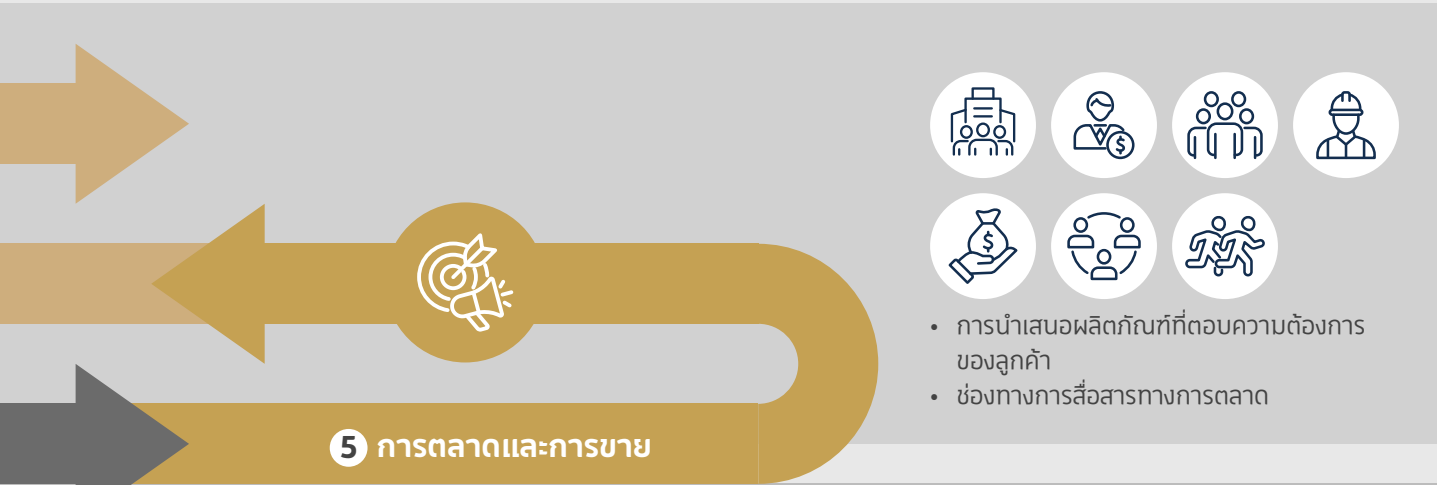 • การนำเสนอผลิตภัณฑ์ที่ตอบความต้องการ
ของลูกค้า
• ช่องทางการสื่อสารทางการตลาด
5 การตลาดและการขาย